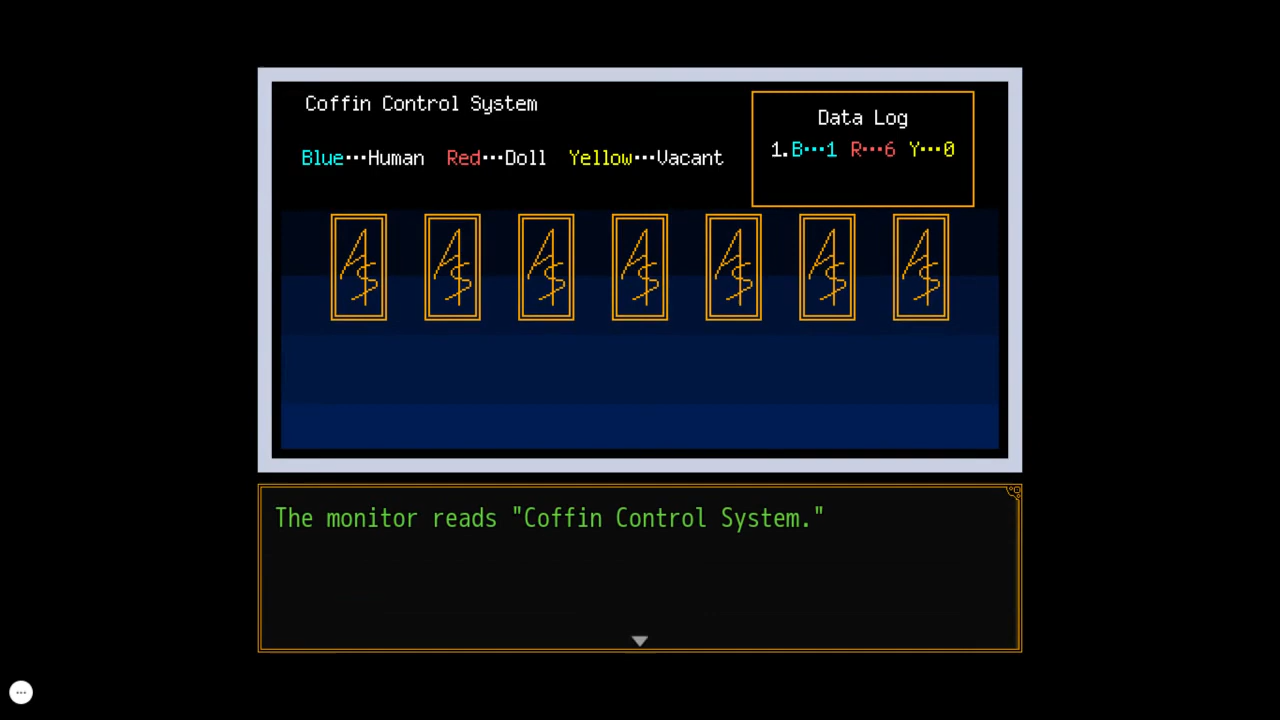 Coffin Control System
Data Log
1.B…1 R…6 Y…0
Blue…Human Red…Doll Yellow…Vacant
The monitor reads "Coffin Control System."